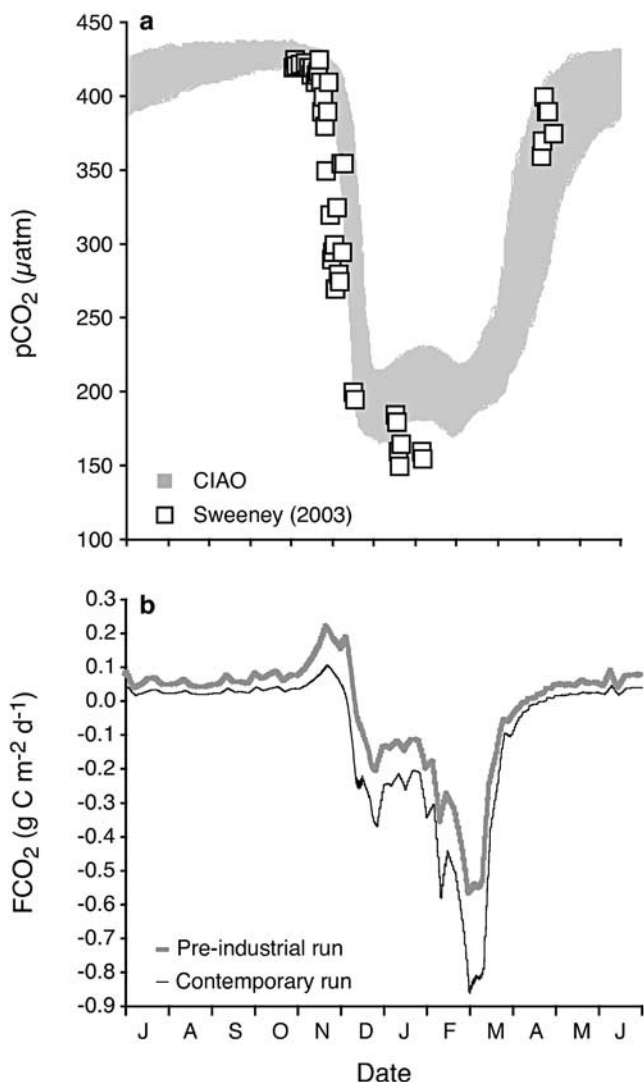 a
450
400
350
300
250
200
150
100
pCO₂ (µatm)
CIAO
Sweeney (2003)
b
0.3
0.2
0.1
0.0
-0.1
-0.2
-0.3
-0.4
-0.5
-0.6
-0.7
-0.8
-0.9
FCO₂ (g C m⁻² d⁻¹)
Pre-industrial run
Contemporary run
J A S O N D J F M A M J
Date